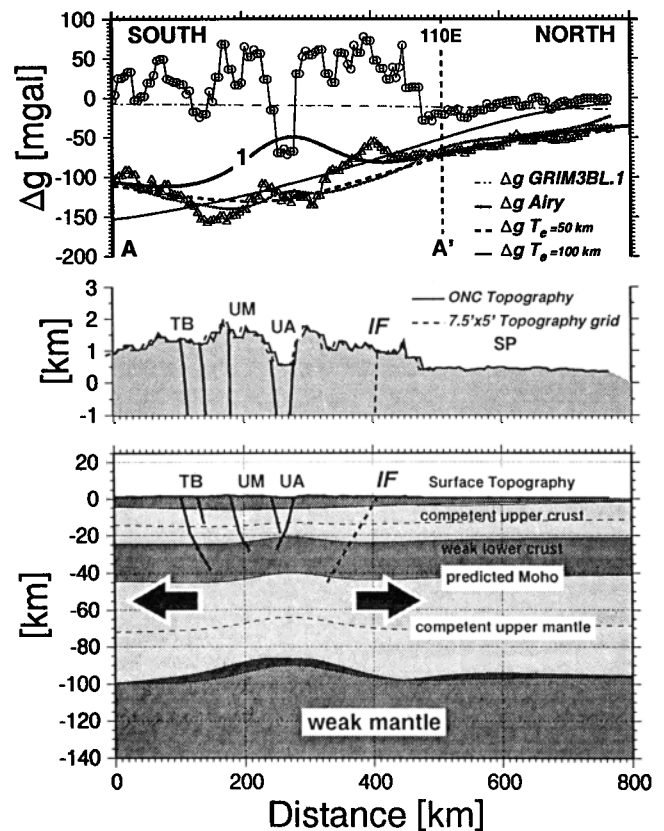 SOUTH 110E NORTH
100
50
0
-50
-100
-150
-200
Δg [mgal]
1
Δg GRIM3BL.1
Δg Airy
Δg Te =50 km
Δg Te =100 km
A A'
3
2
1
0
-1
[km]
TB UM UA IF SP
ONC Topography
7.5'x5' Topography grid
20
0
-20
-40
-60
-80
-100
-120
-140
[km]
TB UM UA IF Surface Topography
competent upper crust
weak lower crust
predicted Moho
competent upper mantle
weak mantle
0 200 400 600 800
Distance [km]